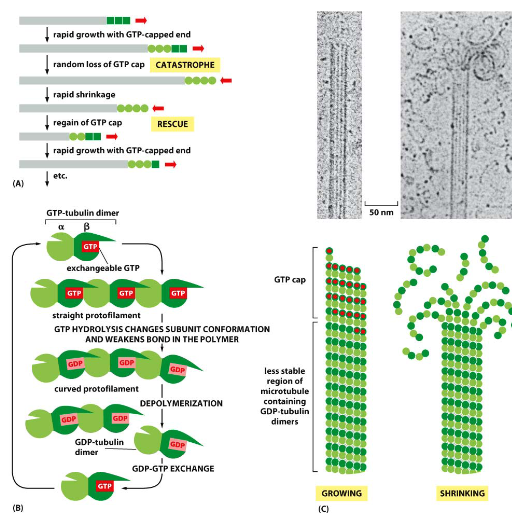 rapid growth with GTP-capped end
random loss of GTP cap CATASTROPHE
rapid shrinkage
regain of GTP cap RESCUE
rapid growth with GTP-capped end
etc.
(A)
GTP-tubulin dimer
α β
GTP
exchangeable GTP
GTP GTP GTP
straight protofilament
GTP HYDROLYSIS CHANGES SUBUNIT CONFORMATION
AND WEAKENS BOND IN THE POLYMER
GDP GDP GDP
curved protofilament
DEPOLYMERIZATION
GDP GDP
GDP-tubulin
dimer
GDP
GDP-GTP EXCHANGE
GTP
(B)
50 nm
GTP cap
less stable
region of
microtubule
containing
GDP-tubulin
dimers
GROWING SHRINKING
(C)